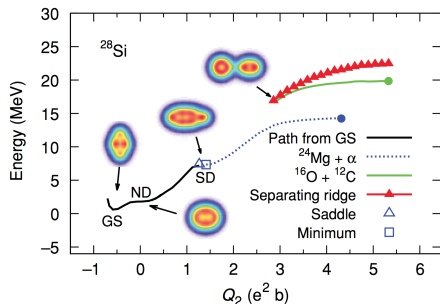 30
25
20
15
10
5
0
−5
Energy (MeV)
²⁸Si
GS
ND
SD
Path from GS
²⁴Mg + α
¹⁶O + ¹²C
Separating ridge
Saddle
Minimum
−1 0 1 2 3 4 5 6
Q₂ (e² b)